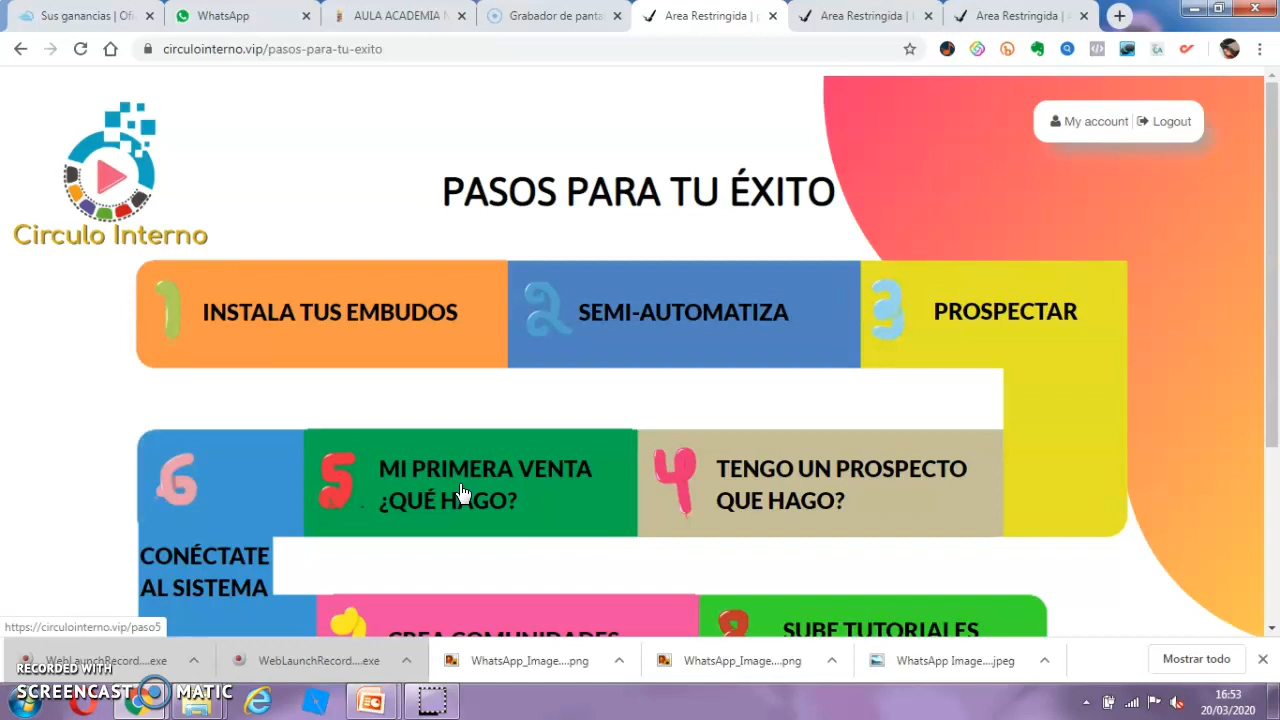 Sus ganancias | Ofi
WhatsApp
AULA ACADEMIA M
Grabador de panta
Area Restringida | p
Area Restringida | 
Area Restringida | 
circulointerno.vip/pasos-para-tu-exito
My account
Logout
Circulo Interno
PASOS PARA TU ÉXITO
1 INSTALA TUS EMBUDOS
2 SEMI-AUTOMATIZA
3 PROSPECTAR
6
5 MI PRIMERA VENTA
¿QUÉ HAGO?
4 TENGO UN PROSPECTO
QUE HAGO?
CONÉCTATE
AL SISTEMA
CREA COMUNIDADES
8 SUBE TUTORIALES
https://circulointerno.vip/paso5
WebLaunchRecord....exe
WebLaunchRecord....exe
WhatsApp_Image....png
WhatsApp_Image....png
WhatsApp Image....jpeg
Mostrar todo
RECORDED WITH
SCREENCAST MATIC
16:53
20/03/2020